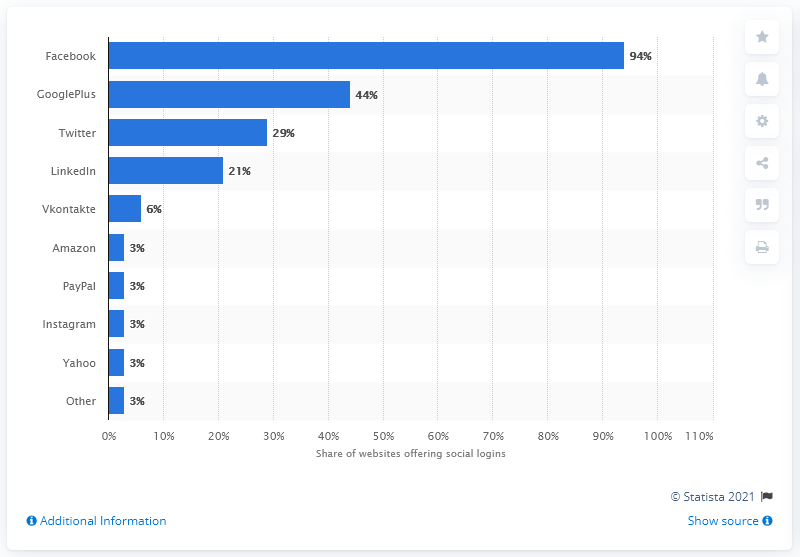 Facebook 94%
GooglePlus 44%
Twitter 29%
LinkedIn 21%
Vkontakte 6%
Amazon 3%
PayPal 3%
Instagram 3%
Yahoo 3%
Other 3%
0% 10% 20% 30% 40% 50% 60% 70% 80% 90% 100% 110%
Share of websites offering social logins
© Statista 2021
Additional Information Show source